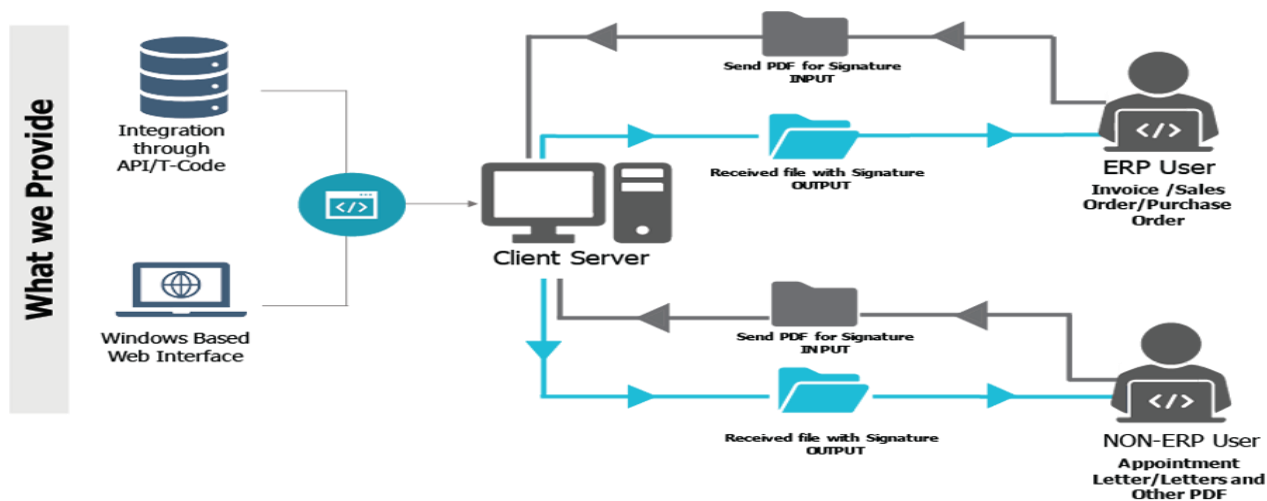 What we Provide
Integration
through
API/T-Code
Windows Based
Web Interface
</>
Client Server
Send PDF for Signature
INPUT
Received file with Signature
OUTPUT
</>
ERP User
Invoice /Sales
Order/Purchase
Order
Send PDF for Signature
INPUT
Received file with Signature
OUTPUT
</>
NON-ERP User
Appointment
Letter/Letters and
Other PDF